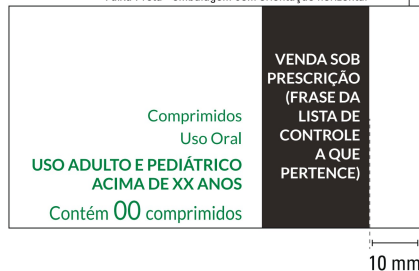 VENDA SOB
PRESCRIÇÃO
(FRASE DA
LISTA DE
CONTROLE
A QUE
PERTENCE)
Comprimidos
Uso Oral
USO ADULTO E PEDIÁTRICO
ACIMA DE XX ANOS
Contém 00 comprimidos
10 mm